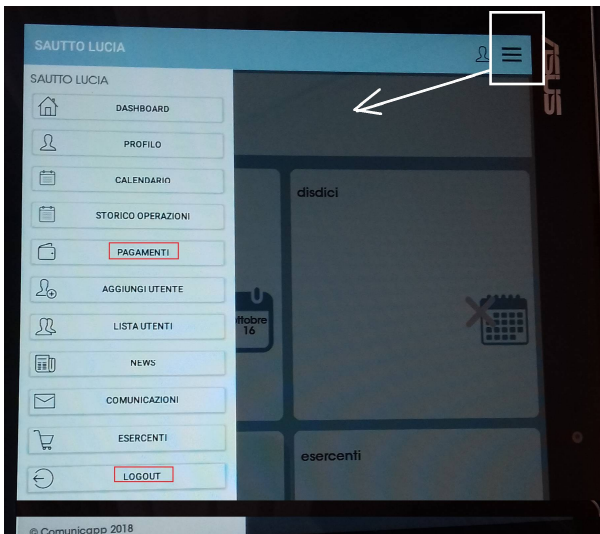 SAUTTO LUCIA
ASUS
SAUTTO LUCIA
DASHBOARD
PROFILO
CALENDARIO
STORICO OPERAZIONI
PAGAMENTI
AGGIUNGI UTENTE
LISTA UTENTI
NEWS
COMUNICAZIONI
ESERCENTI
LOGOUT
disdici
16
esercenti
© Comunicapp 2018